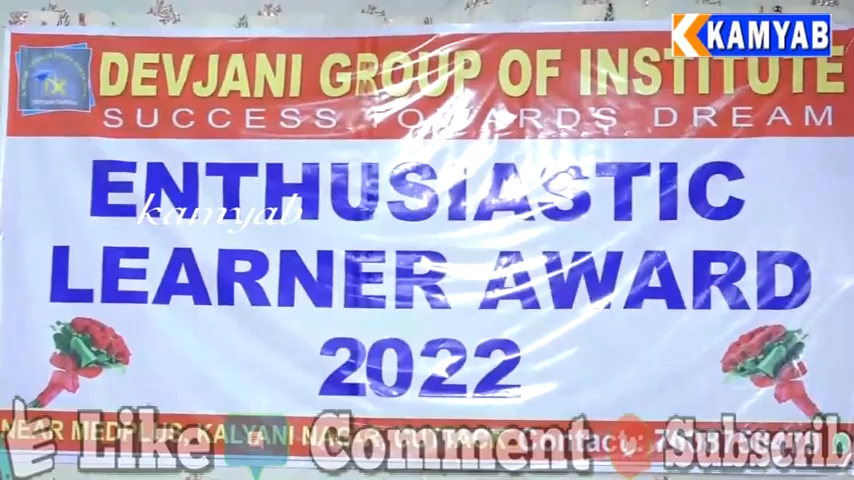 KAMYAB
DEVJANI GROUP OF INSTITUTE
SUCCESS TOWARDS DREAM
ENTHUSIASTIC
kamyab
LEARNER AWARD
2022
NEAR MEDPLUS, KALYANI NAGAR, CUTTACK Contact:
Like Comment Subscrib